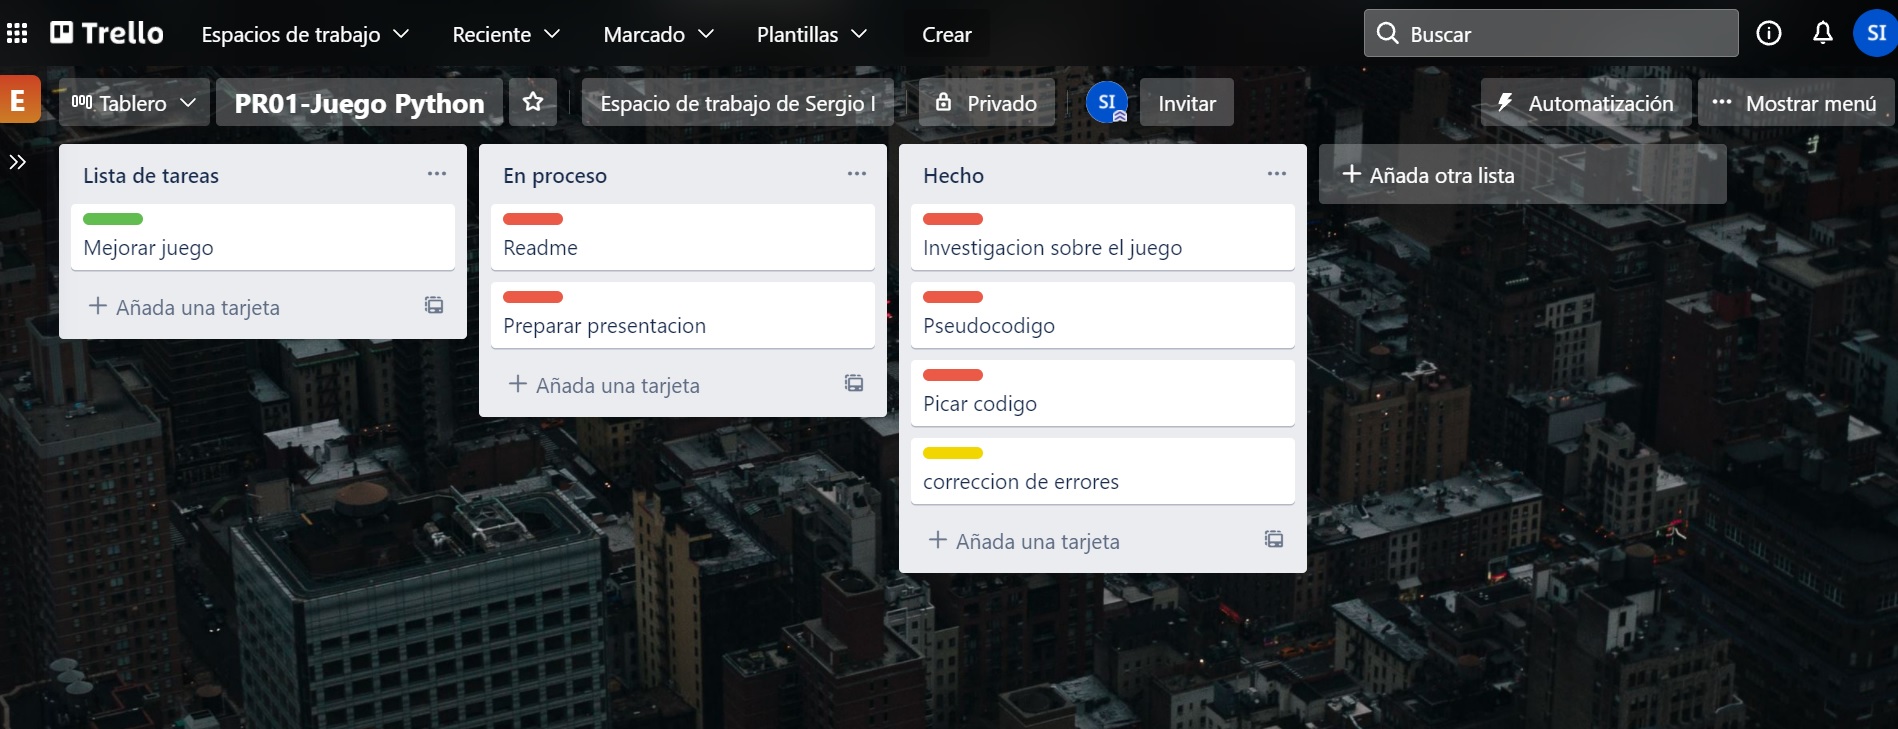 Trello
Espacios de trabajo
Reciente
Marcado
Plantillas
Crear
Buscar
SI
E
Tablero
PR01-Juego Python
Espacio de trabajo de Sergio I
Privado
SI
Invitar
Automatización
Mostrar menú
Lista de tareas
Mejorar juego
Añada una tarjeta
En proceso
Readme
Preparar presentacion
Añada una tarjeta
Hecho
Investigacion sobre el juego
Pseudocodigo
Picar codigo
correccion de errores
Añada una tarjeta
Añada otra lista